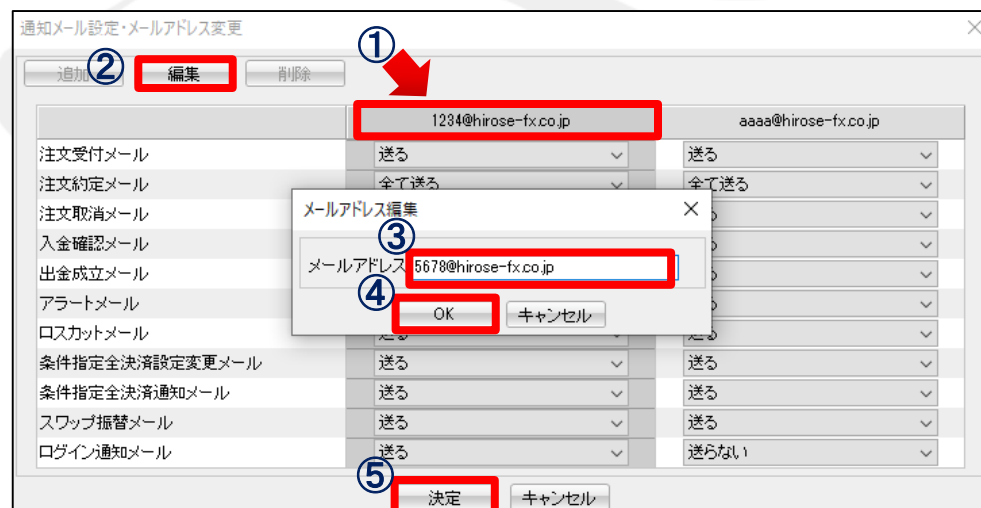 通知メール設定・メールアドレス変更
①
② 編集 削除
1234@hirose-fx.co.jp aaaa@hirose-fx.co.jp
注文受付メール 送る 送る
注文約定メール 全て送る 全て送る
注文取消メール
メールアドレス編集
入金確認メール
③
出金成立メール
メールアドレス 5678@hirose-fx.co.jp
アラートメール
④ OK キャンセル
ロスカットメール
条件指定全決済設定変更メール 送る 送る
条件指定全決済通知メール 送る 送る
スワップ振替メール 送る 送る
ログイン通知メール 送る 送らない
⑤ 決定 キャンセル